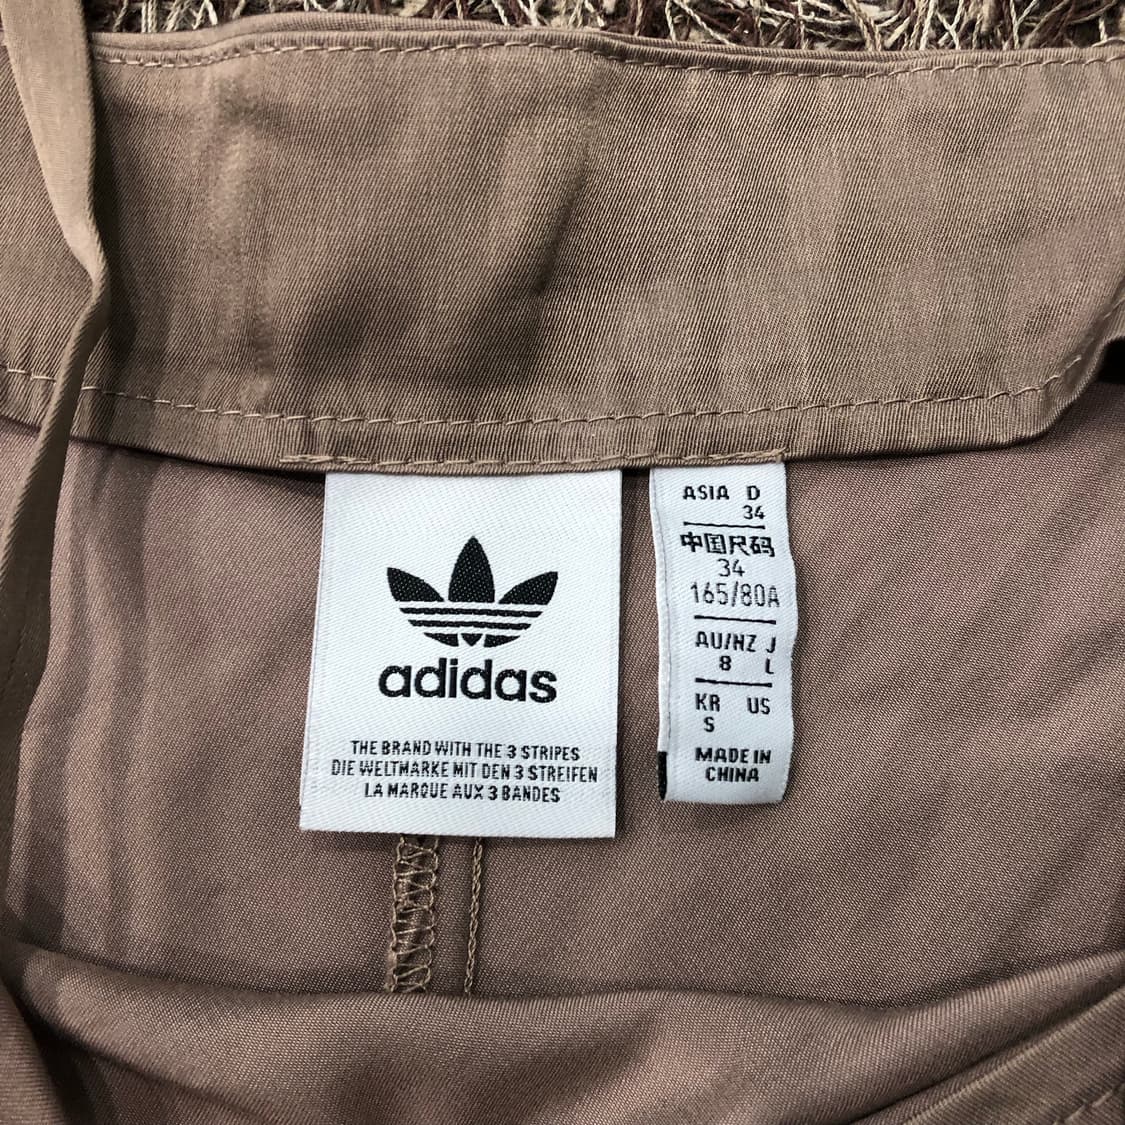 adidas
THE BRAND WITH THE 3 STRIPES
DIE WELTMARKE MIT DEN 3 STREIFEN
LA MARQUE AUX 3 BANDES
ASIA D
34
中国尺码
34
165/80A
AU/NZ J
8 L
KR US
S
MADE IN
CHINA